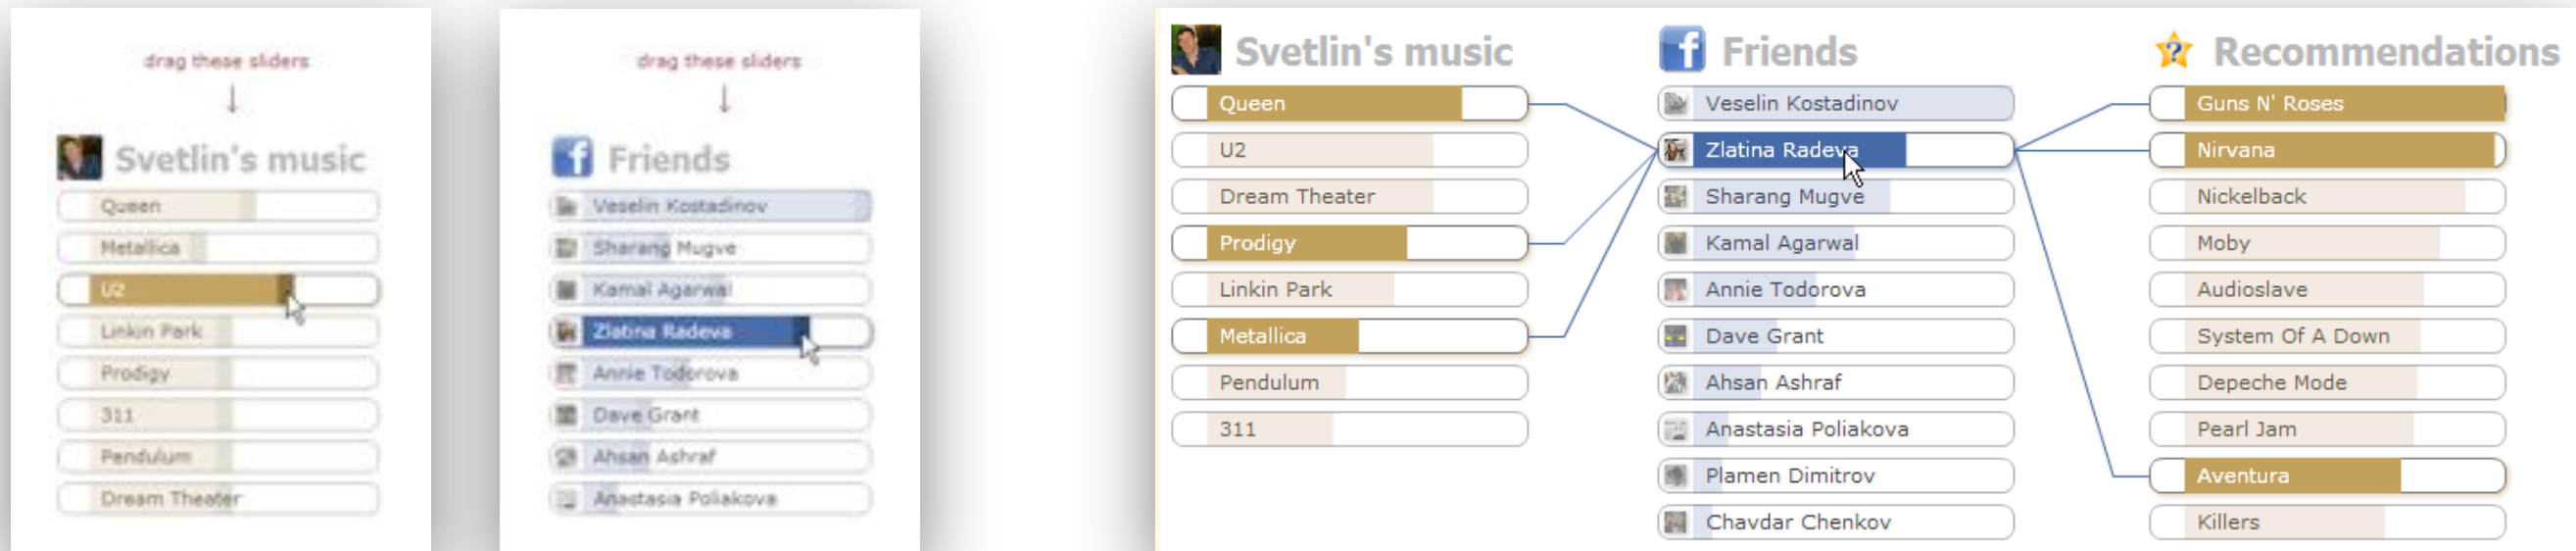 drag these sliders
Svetlin's music
Queen
Metallica
U2
Linkin Park
Prodigy
311
Pendulum
Dream Theater
drag these sliders
Friends
Veselin Kostadinov
Sharang Mugve
Kamal Agarwal
Zlatina Radeva
Annie Todorova
Dave Grant
Ahsan Ashraf
Anastasia Poliakova
Svetlin's music
Queen
U2
Dream Theater
Prodigy
Linkin Park
Metallica
Pendulum
311
Friends
Veselin Kostadinov
Zlatina Radeva
Sharang Mugve
Kamal Agarwal
Annie Todorova
Dave Grant
Ahsan Ashraf
Anastasia Poliakova
Plamen Dimitrov
Chavdar Chenkov
Recommendations
Guns N' Roses
Nirvana
Nickelback
Moby
Audioslave
System Of A Down
Depeche Mode
Pearl Jam
Aventura
Killers